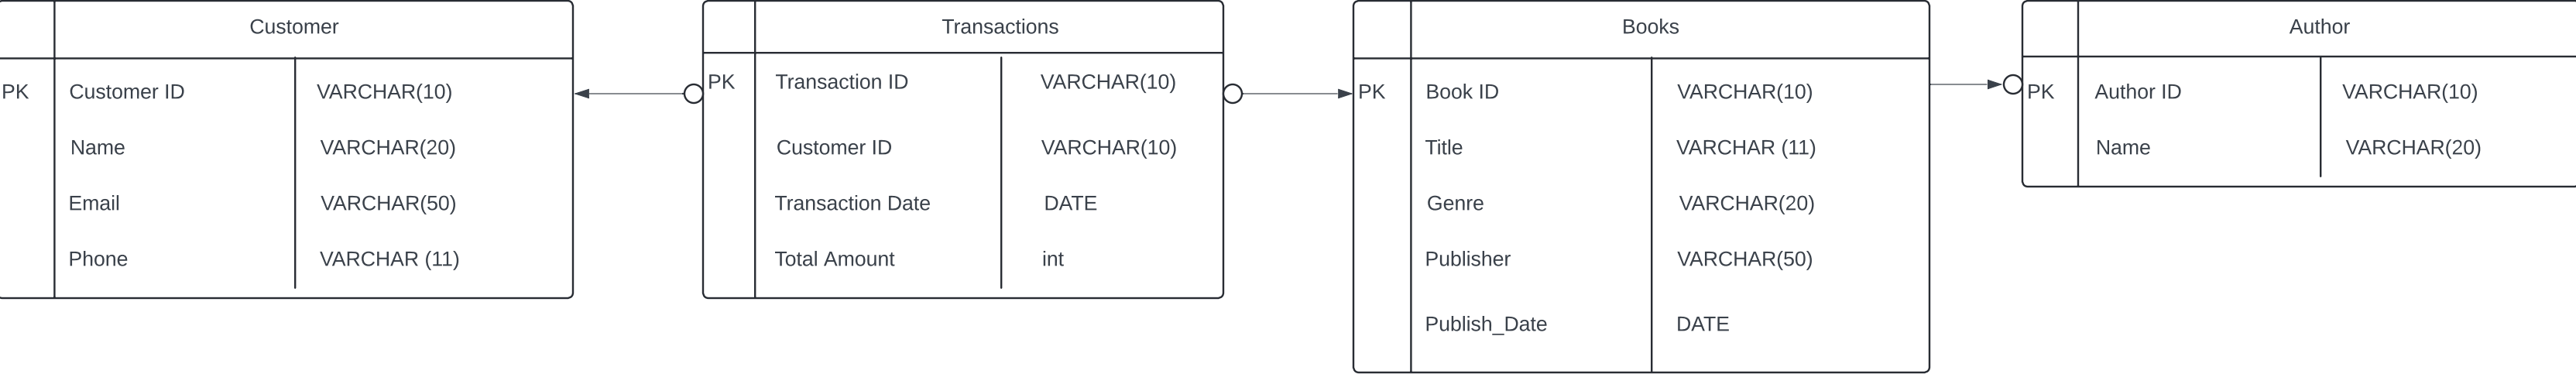 Customer
PK Customer ID VARCHAR(10)
Name VARCHAR(20)
Email VARCHAR(50)
Phone VARCHAR (11)
Transactions
PK Transaction ID VARCHAR(10)
Customer ID VARCHAR(10)
Transaction Date DATE
Total Amount int
Books
PK Book ID VARCHAR(10)
Title VARCHAR (11)
Genre VARCHAR(20)
Publisher VARCHAR(50)
Publish_Date DATE
Author
PK Author ID VARCHAR(10)
Name VARCHAR(20)